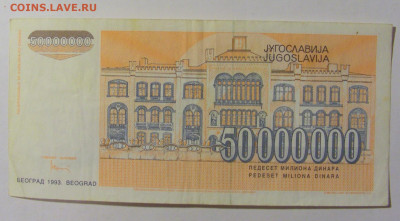 COINS.LAVE.RU
ЈУГОСЛАВИЈА
JUGOSLAVIJA
50000000
ПЕДЕСЕТ МИЛИОНА ДИНАРА
PEDESET MILIONA DINARA
БЕОГРАД 1993. BEOGRAD